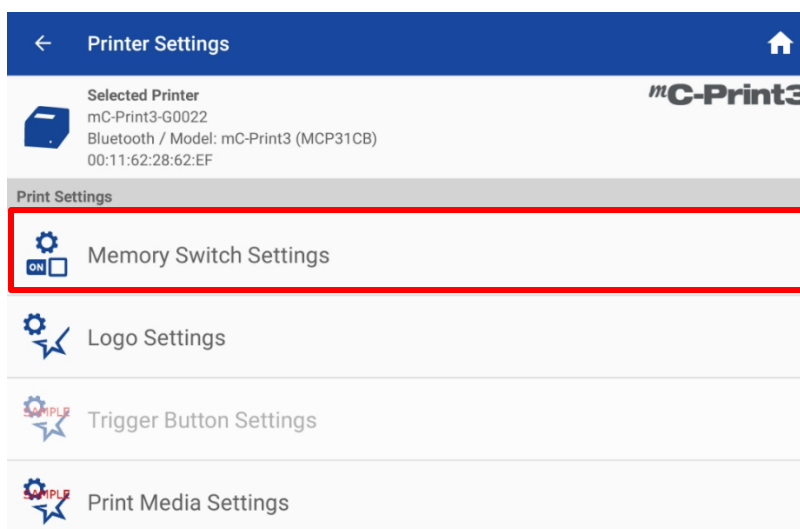 Printer Settings
Selected Printer
mC-Print3
mC-Print3-G0022
Bluetooth / Model: mC-Print3 (MCP31CB)
00:11:62:28:62:EF
Print Settings
ON
Memory Switch Settings
Logo Settings
SAMPLE
Trigger Button Settings
SAMPLE
Print Media Settings